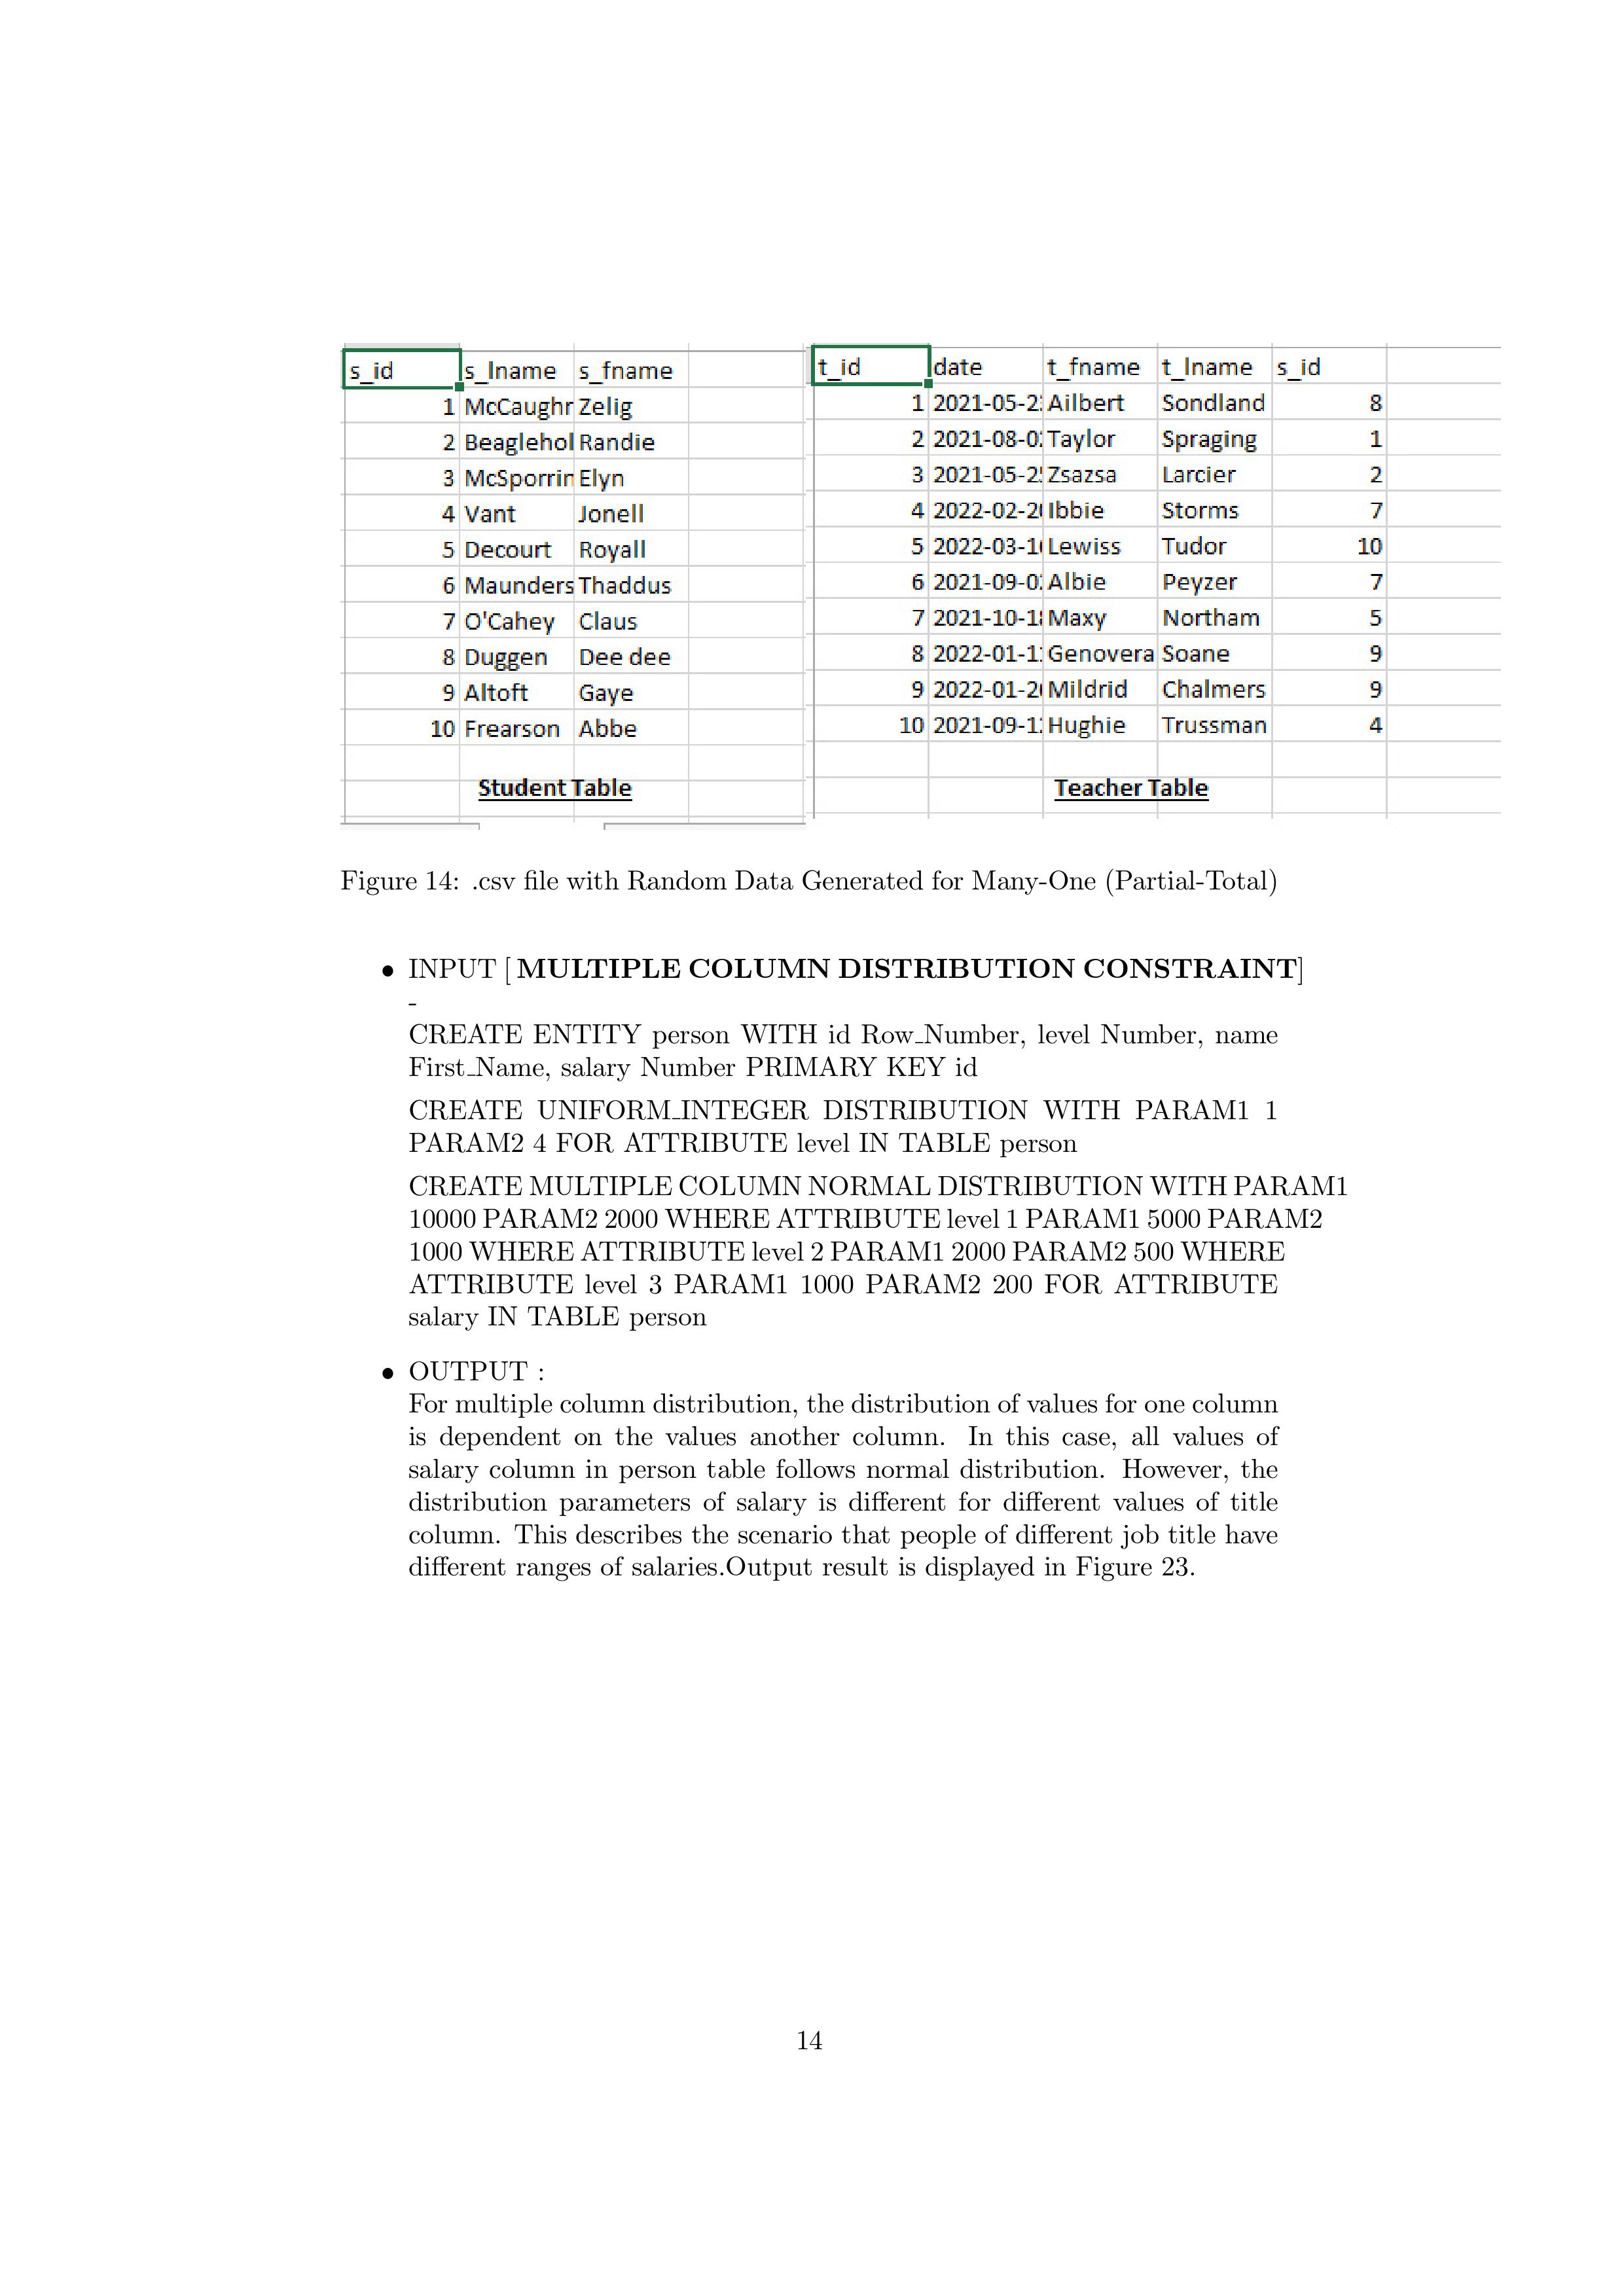 s_id s_lname s_fname
1 McCaughr Zelig
2 Beaglehol Randie
3 McSporrin Elyn
4 Vant Jonell
5 Decourt Royall
6 Maunders Thaddus
7 O'Cahey Claus
8 Duggen Dee dee
9 Altoft Gaye
10 Frearson Abbe
Student Table
t_id date t_fname t_lname s_id
1 2021-05-2 Ailbert Sondland 8
2 2021-08-0 Taylor Spraging 1
3 2021-05-2 Zsazsa Larcier 2
4 2022-02-2 Ibbie Storms 7
5 2022-03-1 Lewiss Tudor 10
6 2021-09-0 Albie Peyzer 7
7 2021-10-1 Maxy Northam 5
8 2022-01-1 Genovera Soane 9
9 2022-01-2 Mildrid Chalmers 9
10 2021-09-1 Hughie Trussman 4
Teacher Table
Figure 14: .csv file with Random Data Generated for Many-One (Partial-Total)
• INPUT [ MULTIPLE COLUMN DISTRIBUTION CONSTRAINT]
-
CREATE ENTITY person WITH id Row_Number, level Number, name
First_Name, salary Number PRIMARY KEY id
CREATE UNIFORM_INTEGER DISTRIBUTION WITH PARAM1 1
PARAM2 4 FOR ATTRIBUTE level IN TABLE person
CREATE MULTIPLE COLUMN NORMAL DISTRIBUTION WITH PARAM1
10000 PARAM2 2000 WHERE ATTRIBUTE level 1 PARAM1 5000 PARAM2
1000 WHERE ATTRIBUTE level 2 PARAM1 2000 PARAM2 500 WHERE
ATTRIBUTE level 3 PARAM1 1000 PARAM2 200 FOR ATTRIBUTE
salary IN TABLE person
• OUTPUT :
For multiple column distribution, the distribution of values for one column
is dependent on the values another column. In this case, all values of
salary column in person table follows normal distribution. However, the
distribution parameters of salary is different for different values of title
column. This describes the scenario that people of different job title have
different ranges of salaries.Output result is displayed in Figure 23.
14